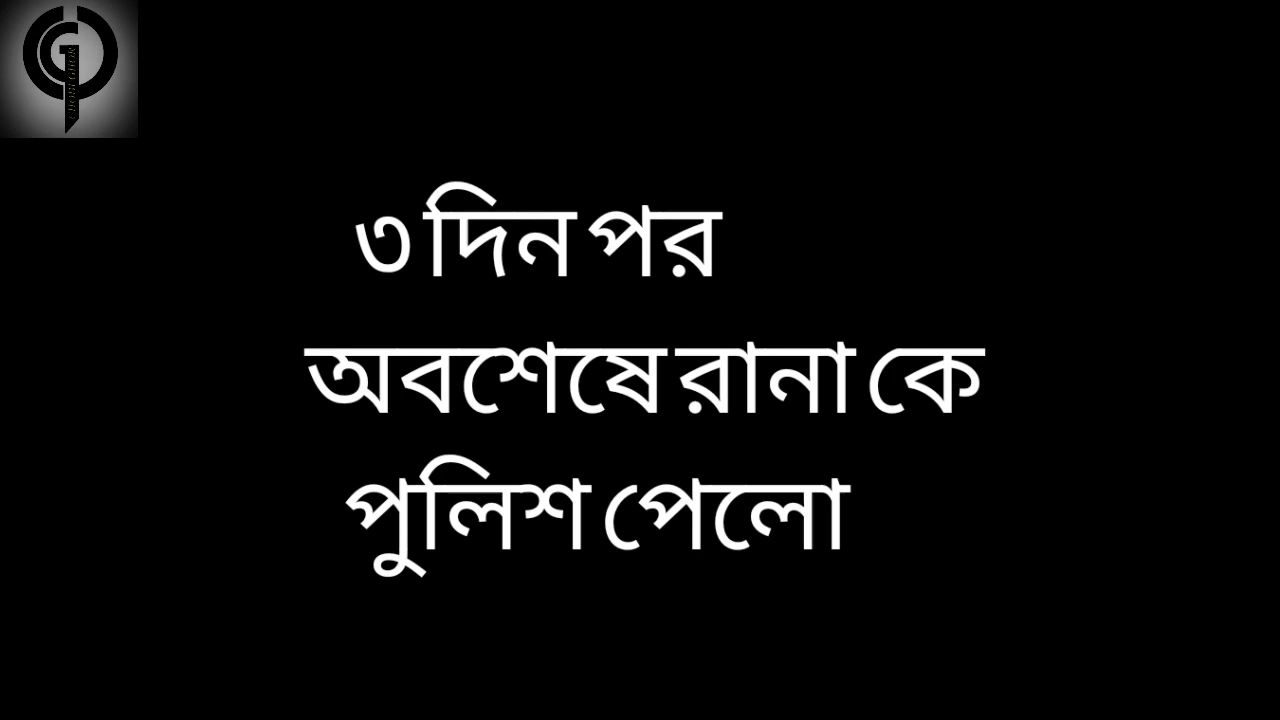 ৩ দিন পর
অবশেষে রানা কে
পুলিশ পেলো